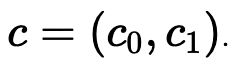 c = (c₀, c₁).